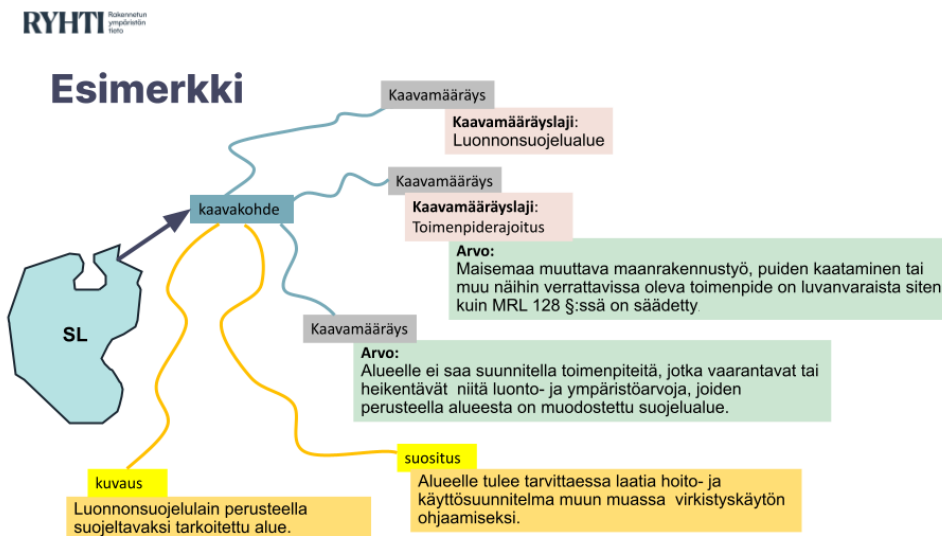 RYHTI Rakennetun
ympäristön
tieto
Esimerkki
Kaavamääräys
Kaavamääräyslaji:
Luonnonsuojelualue
Kaavamääräys
Kaavamääräyslaji:
Toimenpiderajoitus
Arvo:
Maisemaa muuttava maanrakennustyö, puiden kaataminen tai
muu näihin verrattavissa oleva toimenpide on luvanvaraista siten
kuin MRL 128 §:ssä on säädetty
kaavakohde
SL
Kaavamääräys
Arvo:
Alueelle ei saa suunnitella toimenpiteitä, jotka vaarantavat tai
heikentävät niitä luonto- ja ympäristöarvoja, joiden
perusteella alueesta on muodostettu suojelualue.
suositus
Alueelle tulee tarvittaessa laatia hoito- ja
käyttösuunnitelma muun muassa virkistyskäytön
ohjaamiseksi.
kuvaus
Luonnonsuojelulain perusteella
suojeltavaksi tarkoitettu alue.